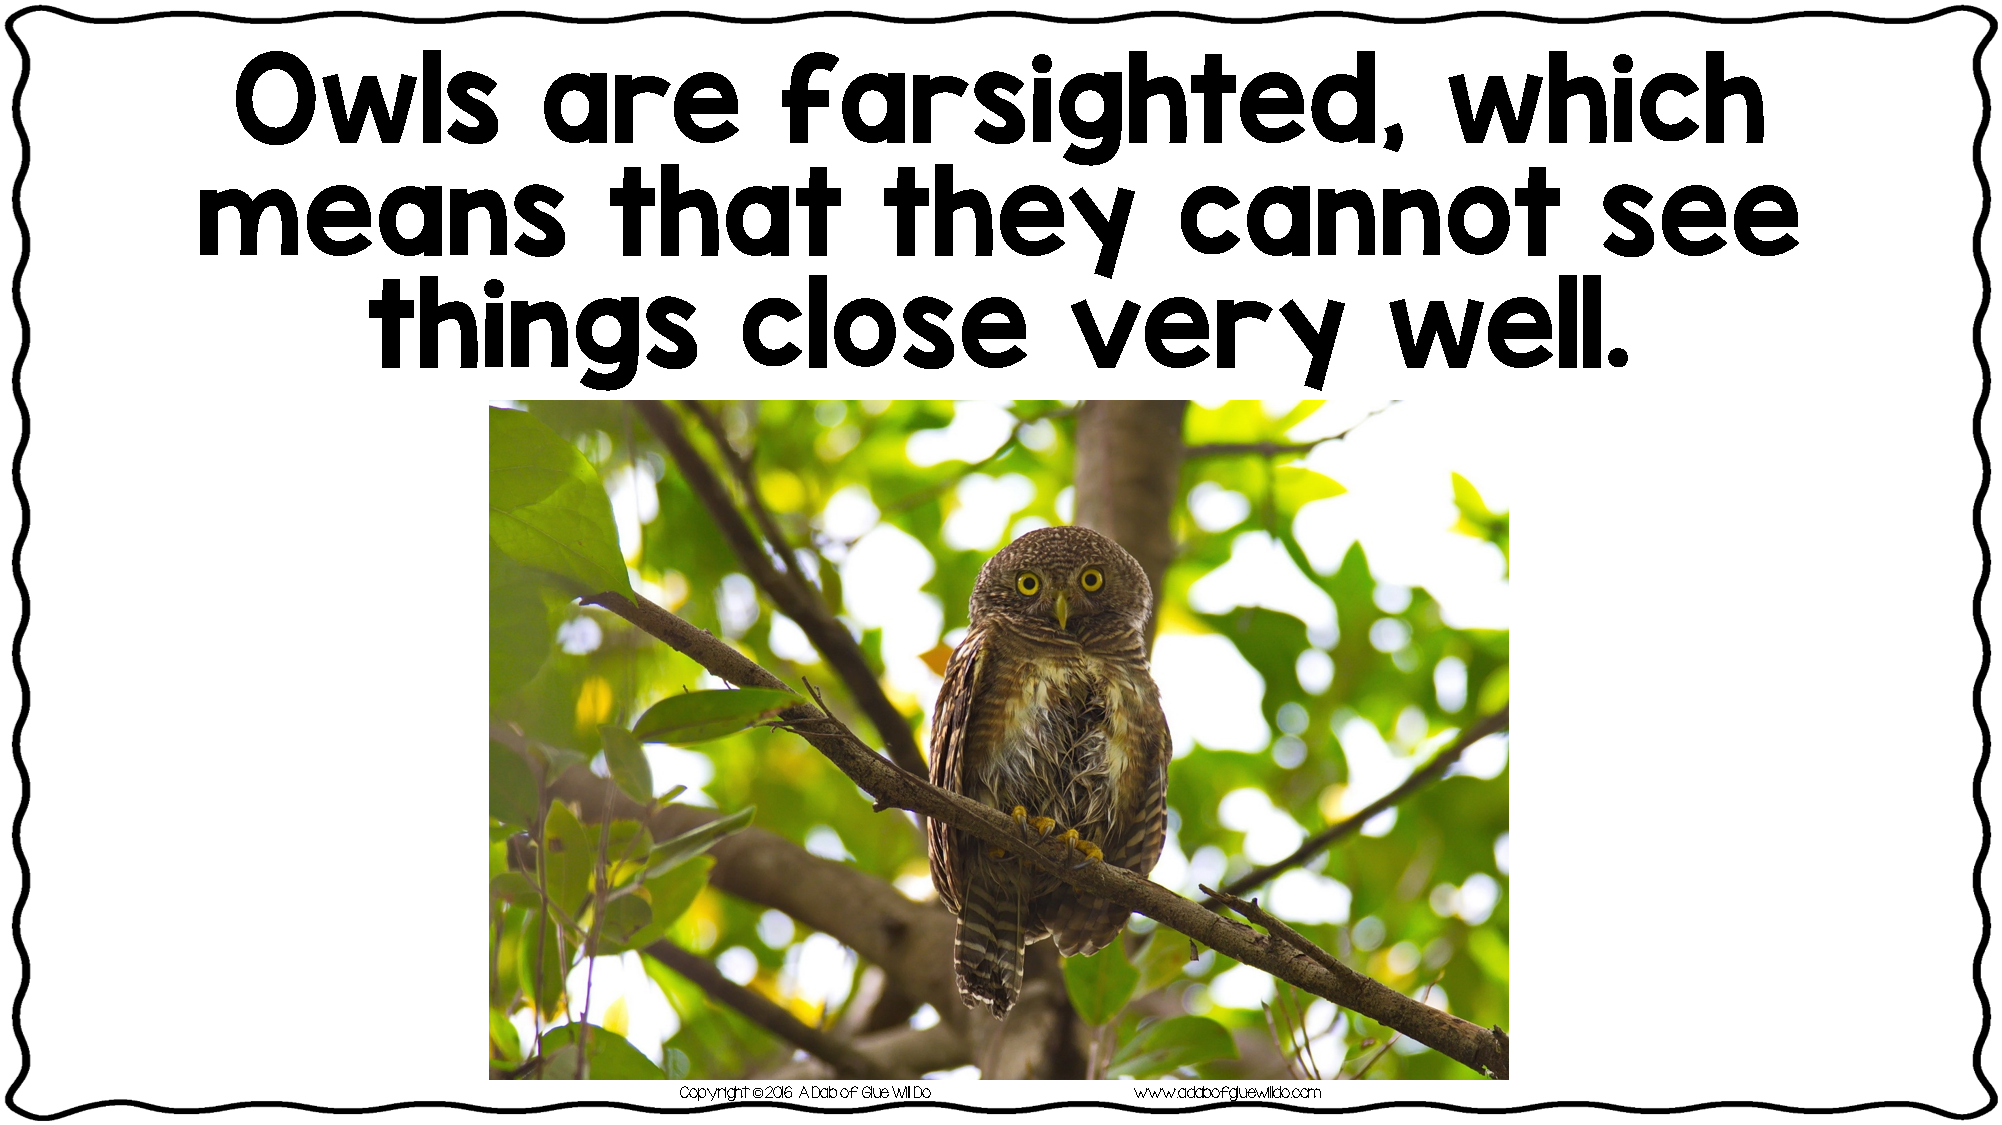 Owls are farsighted, which
means that they cannot see
things close very well.
Copyright ©2016 A Dab of Glue Will Do
www.adabofgluewilldo.com